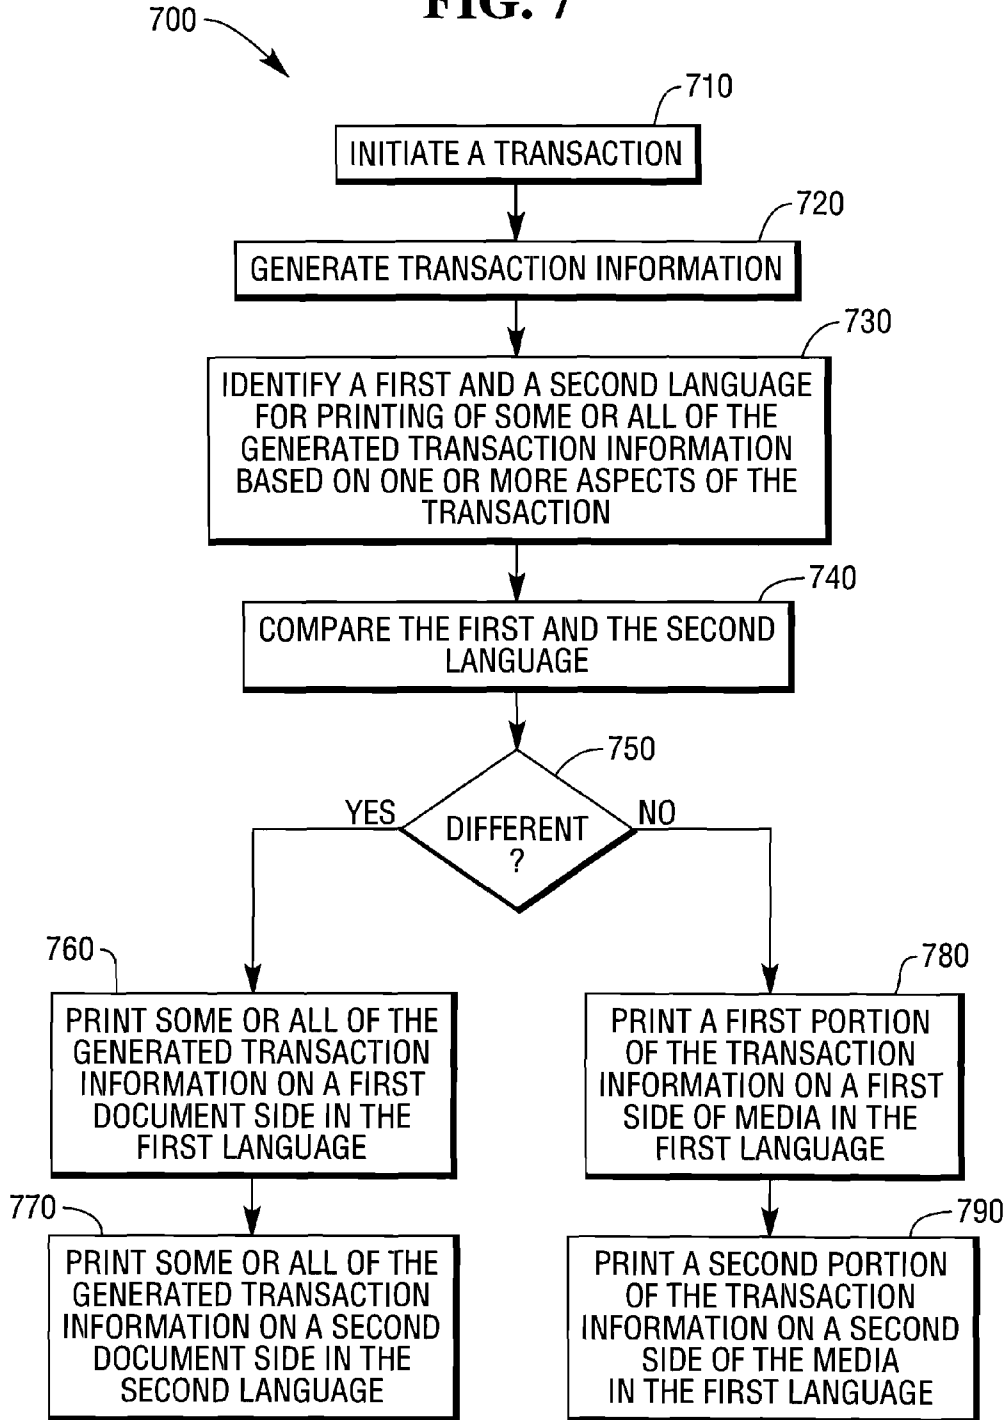 FIG. 7
700
710
INITIATE A TRANSACTION
720
GENERATE TRANSACTION INFORMATION
730
IDENTIFY A FIRST AND A SECOND LANGUAGE
FOR PRINTING OF SOME OR ALL OF THE
GENERATED TRANSACTION INFORMATION
BASED ON ONE OR MORE ASPECTS OF THE
TRANSACTION
740
COMPARE THE FIRST AND THE SECOND
LANGUAGE
750
YES
DIFFERENT
?
NO
760
PRINT SOME OR ALL OF THE
GENERATED TRANSACTION
INFORMATION ON A FIRST
DOCUMENT SIDE IN THE
FIRST LANGUAGE
780
PRINT A FIRST PORTION
OF THE TRANSACTION
INFORMATION ON A FIRST
SIDE OF MEDIA IN THE
FIRST LANGUAGE
770
PRINT SOME OR ALL OF THE
GENERATED TRANSACTION
INFORMATION ON A SECOND
DOCUMENT SIDE IN THE
SECOND LANGUAGE
790
PRINT A SECOND PORTION
OF THE TRANSACTION
INFORMATION ON A SECOND
SIDE OF THE MEDIA
IN THE FIRST LANGUAGE